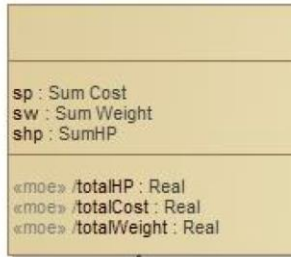 sp : Sum Cost
sw : Sum Weight
shp : SumHP
«moe» /totalHP : Real
«moe» /totalCost : Real
«moe» /totalWeight : Real